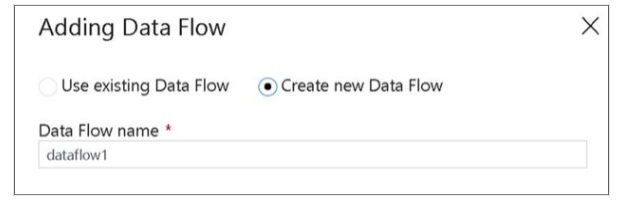 Adding Data Flow
Use existing Data Flow Create new Data Flow
Data Flow name *
dataflow1